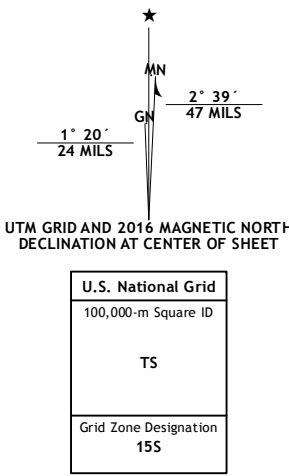 ★
MN
GN
2° 39´
47 MILS
1° 20´
24 MILS
UTM GRID AND 2016 MAGNETIC NORTH
DECLINATION AT CENTER OF SHEET
U.S. National Grid
100,000-m Square ID
TS
Grid Zone Designation
15S